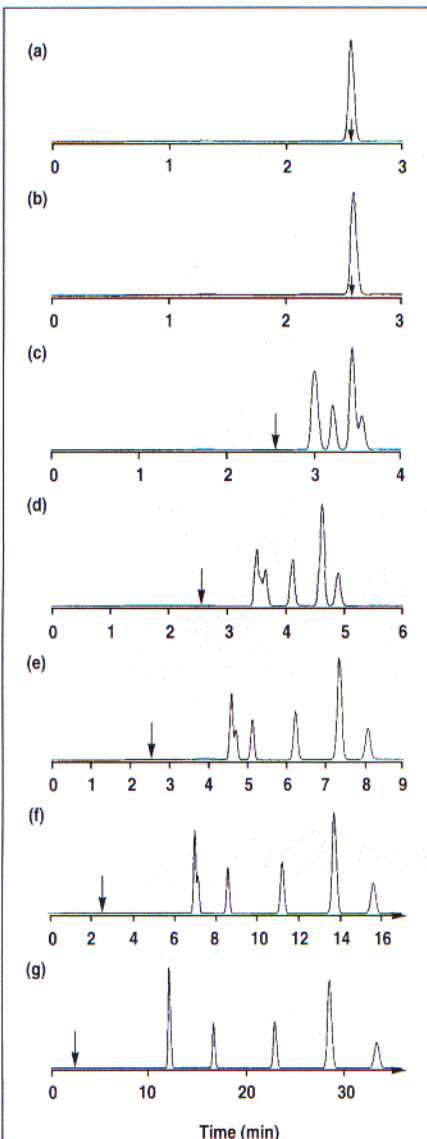 (a)
0 1 2 3
(b)
0 1 2 3
(c)
0 1 2 3 4
(d)
0 1 2 3 4 5 6
(e)
0 1 2 3 4 5 6 7 8 9
(f)
0 2 4 6 8 10 12 14 16
(g)
0 10 20 30
Time (min)